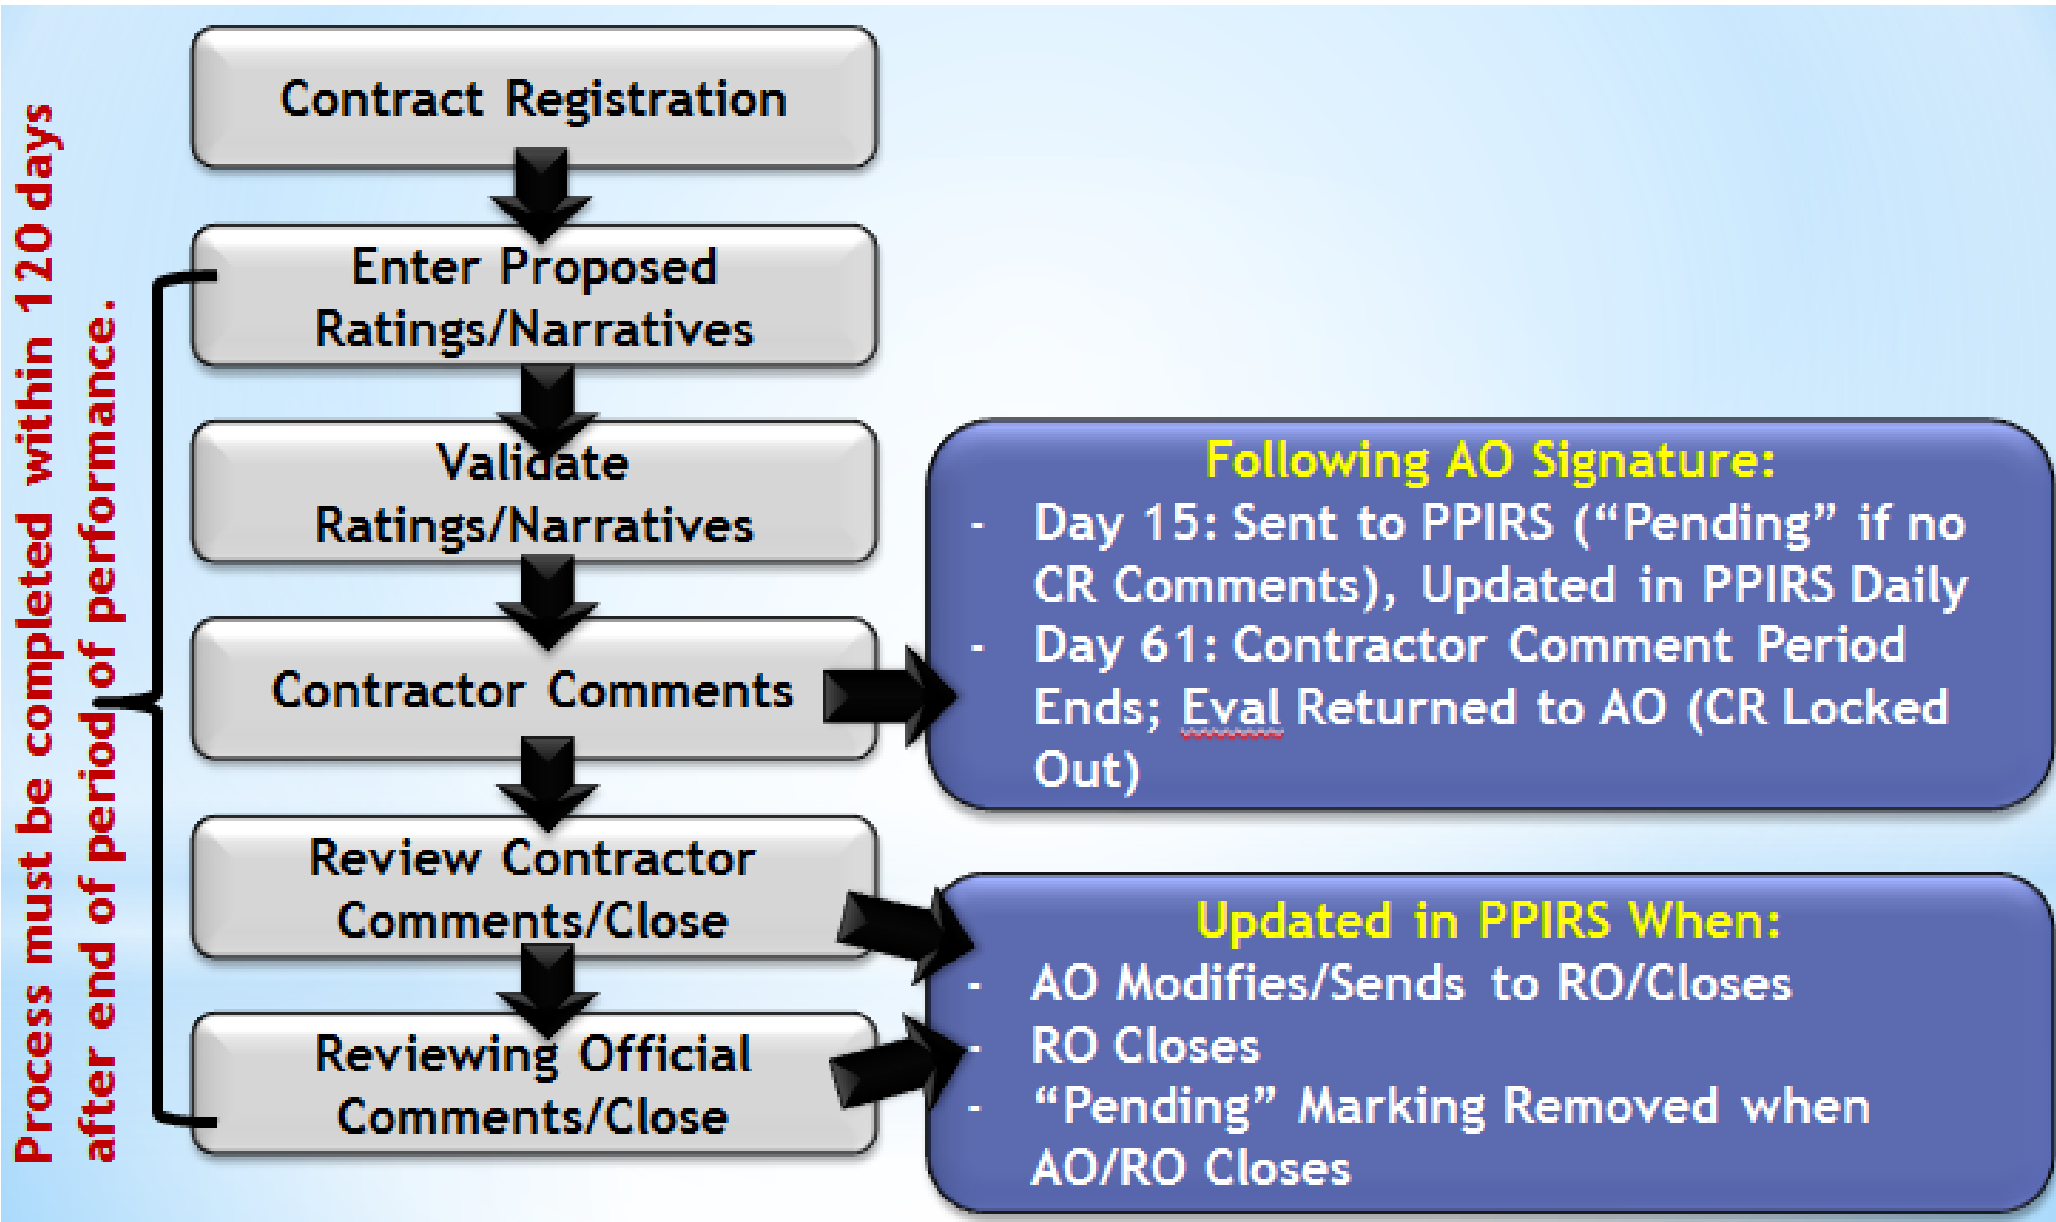 Process must be completed within 120 days
after end of period of performance.
Contract Registration
Enter Proposed
Ratings/Narratives
Validate
Ratings/Narratives
Contractor Comments
Review Contractor
Comments/Close
Reviewing Official
Comments/Close
Following AO Signature:
- Day 15: Sent to PPIRS (“Pending” if no
CR Comments), Updated in PPIRS Daily
- Day 61: Contractor Comment Period
Ends; Eval Returned to AO (CR Locked
Out)
Updated in PPIRS When:
- AO Modifies/Sends to RO/Closes
- RO Closes
- “Pending” Marking Removed when
AO/RO Closes